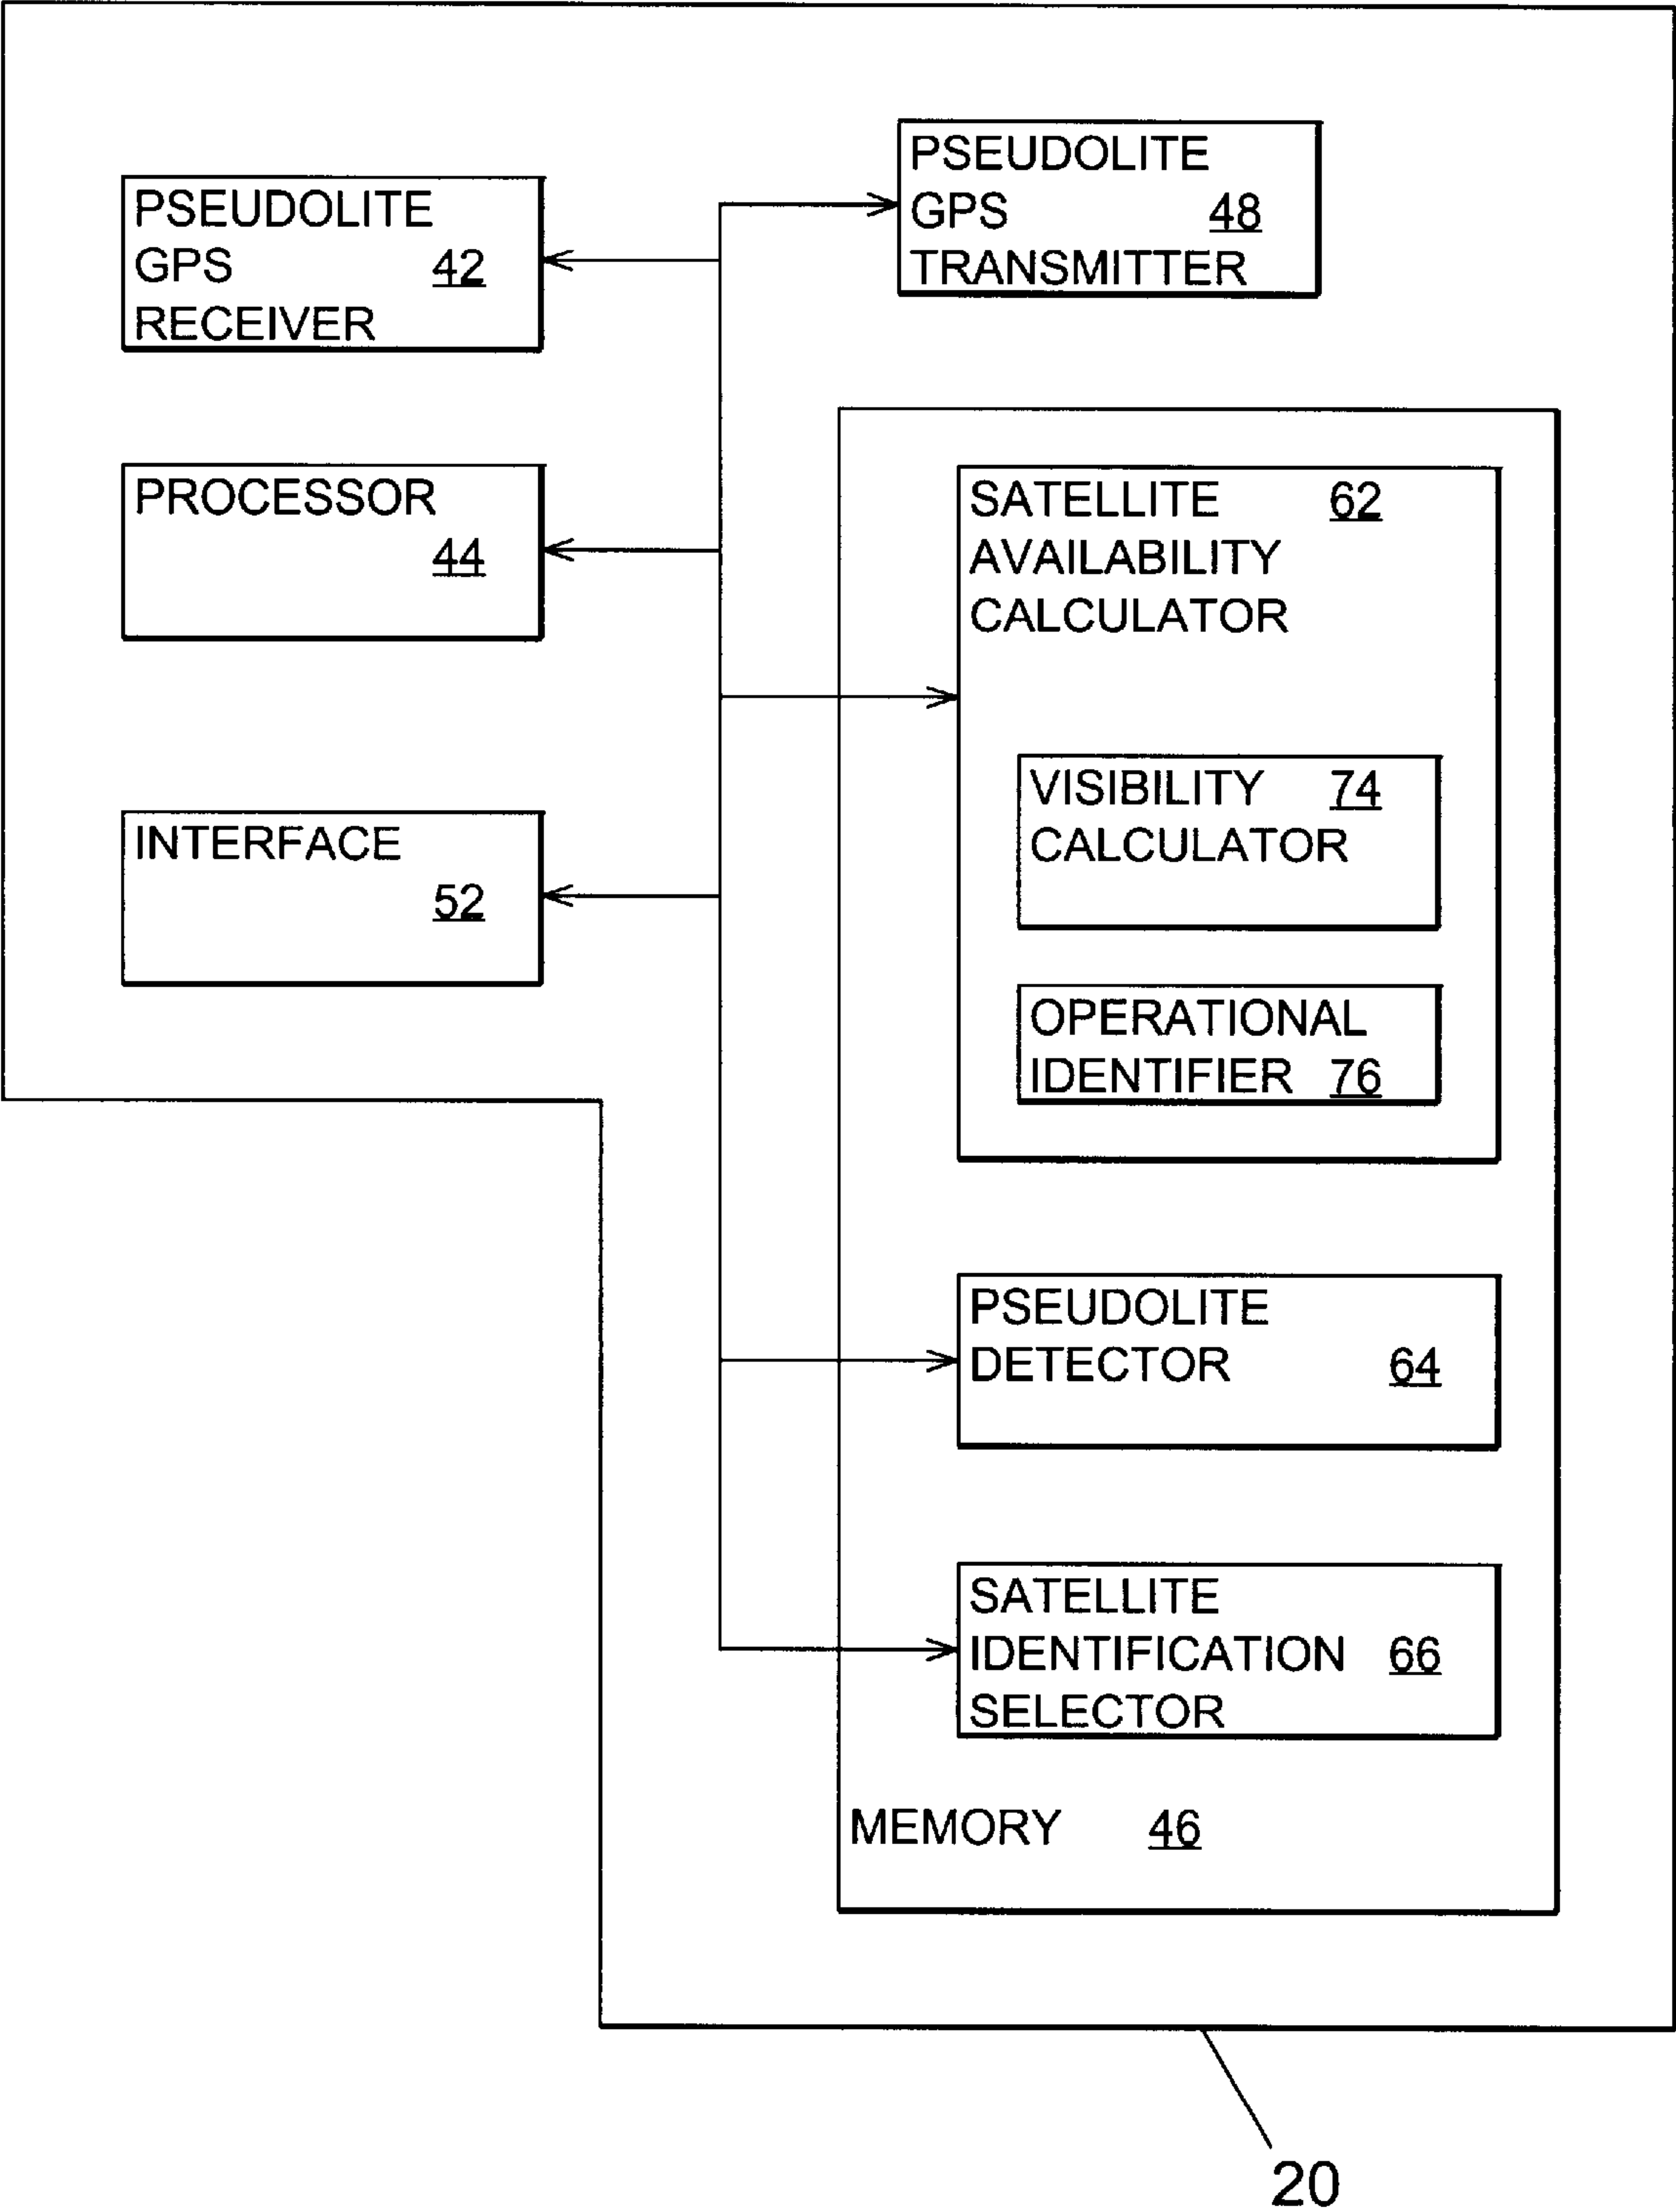 PSEUDOLITE
GPS 42
RECEIVER
PSEUDOLITE
GPS 48
TRANSMITTER
PROCESSOR
44
INTERFACE
52
SATELLITE 62
AVAILABILITY
CALCULATOR
VISIBILITY 74
CALCULATOR
OPERATIONAL
IDENTIFIER 76
PSEUDOLITE
DETECTOR 64
SATELLITE
IDENTIFICATION 66
SELECTOR
MEMORY 46
20